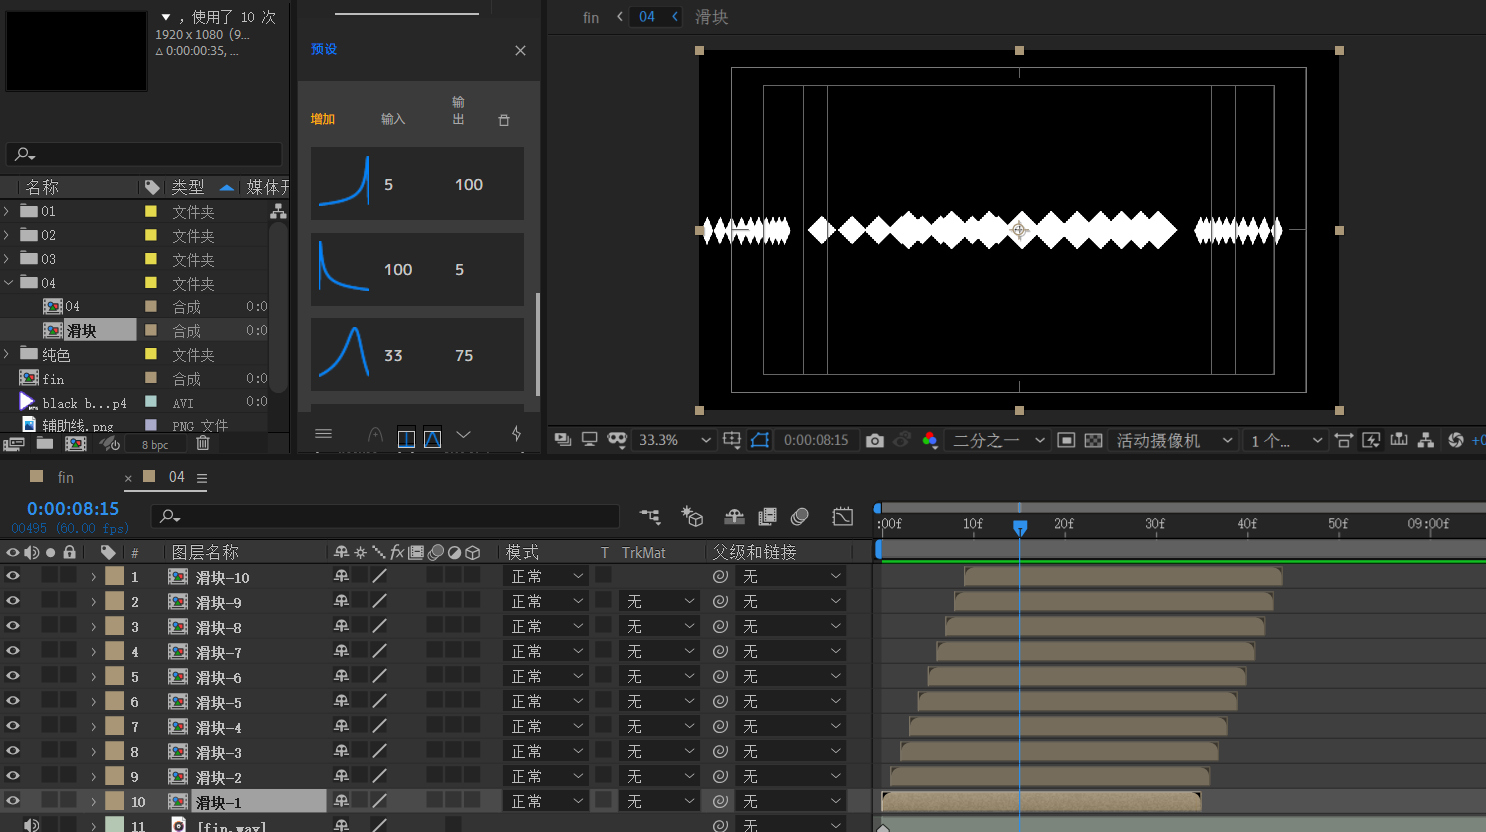 ▼ ，使用了 10 次
1920 x 1080 (9...
△ 0:00:00:35, ...
名称 类型 媒体开
01 文件夹
02 文件夹
03 文件夹
04 文件夹
04 合成 0:0
滑块 合成 0:0
纯色 文件夹
fin 合成 0:0
black b...p4 AVI 0:0
辅助线.png PNG 文件
8 bpc
预设
增加 输入 输出
5 100
100 5
33 75
fin 04 滑块
33.3% 0:00:08:15 二分之一 活动摄像机 1 个... +0
fin × 04
0:00:08:15
00495 (60.00 fps)
# 图层名称 fx 模式 T TrkMat 父级和链接
:00f 10f 20f 30f 40f 50f 09:00f
1 滑块-10 正常 无
2 滑块-9 正常 无 无
3 滑块-8 正常 无 无
4 滑块-7 正常 无 无
5 滑块-6 正常 无 无
6 滑块-5 正常 无 无
7 滑块-4 正常 无 无
8 滑块-3 正常 无 无
9 滑块-2 正常 无 无
10 滑块-1 正常 无 无
11 [fin.wav] 无